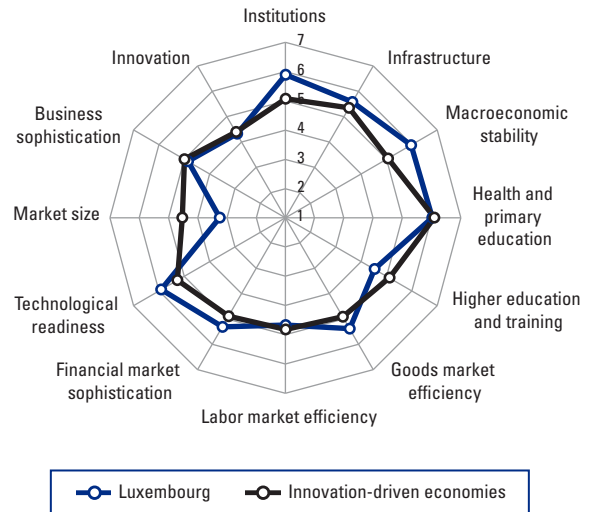 Institutions
7
6
5
4
3
2
1
Innovation
Infrastructure
Business
sophistication
Macroeconomic
stability
Market size
Health and
primary
education
Technological
readiness
Higher education
and training
Financial market
sophistication
Goods market
efficiency
Labor market efficiency
Luxembourg
Innovation-driven economies